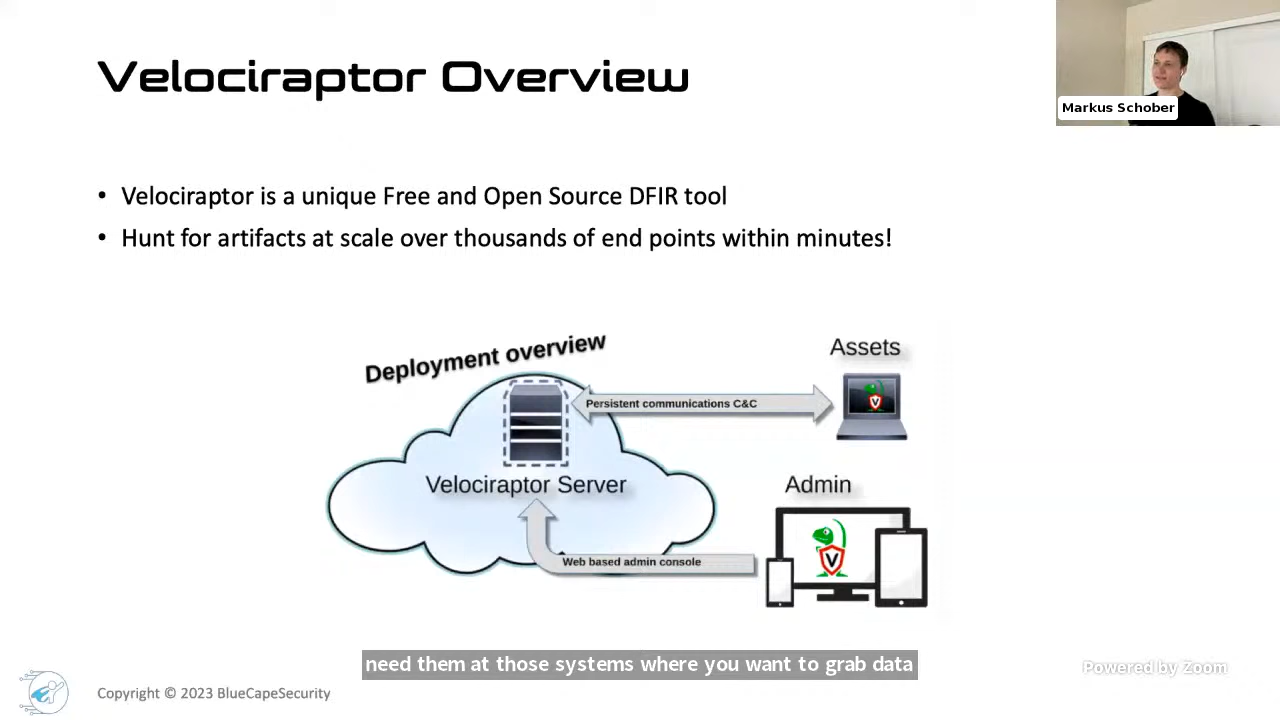 Velociraptor Overview
Markus Schober
• Velociraptor is a unique Free and Open Source DFIR tool
• Hunt for artifacts at scale over thousands of end points within minutes!
Deployment overview
Assets
Persistent communications C&C
V
Velociraptor Server
Admin
V
Web based admin console
need them at those systems where you want to grab data
Powered by Zoom
Copyright © 2023 BlueCapeSecurity